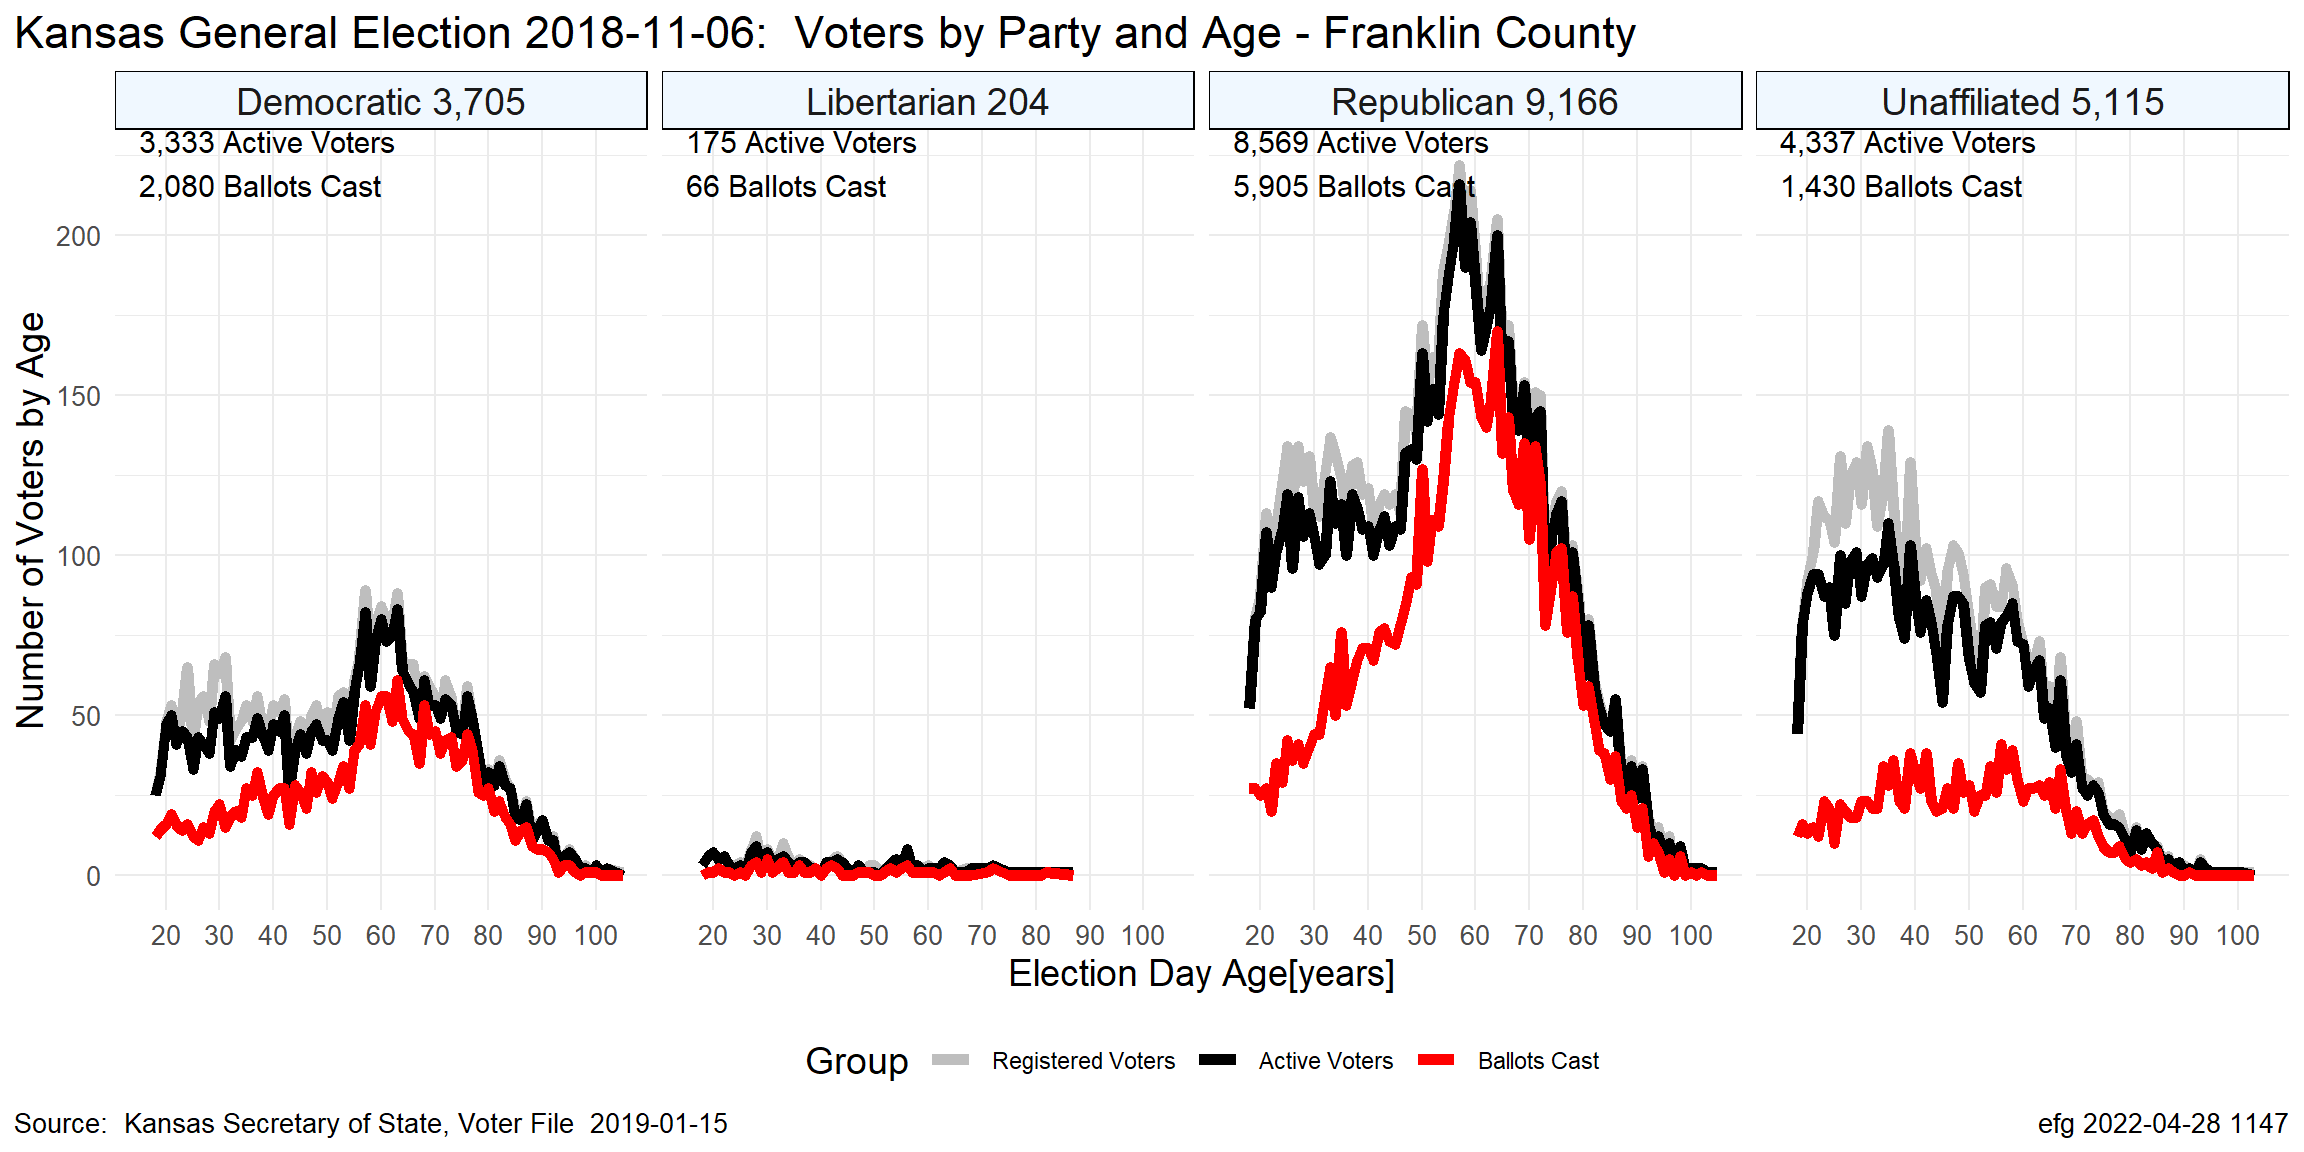 Kansas General Election 2018-11-06:  Voters by Party and Age - Franklin County
Democratic 3,705
Libertarian 204
Republican 9,166
Unaffiliated 5,115
3,333 Active Voters
2,080 Ballots Cast
175 Active Voters
66 Ballots Cast
8,569 Active Voters
5,905 Ballots Cast
4,337 Active Voters
1,430 Ballots Cast
Number of Voters by Age
200
150
100
50
0
20 30 40 50 60 70 80 90 100
20 30 40 50 60 70 80 90 100
20 30 40 50 60 70 80 90 100
20 30 40 50 60 70 80 90 100
Election Day Age[years]
Group Registered Voters Active Voters Ballots Cast
Source:  Kansas Secretary of State, Voter File  2019-01-15
efg 2022-04-28 1147